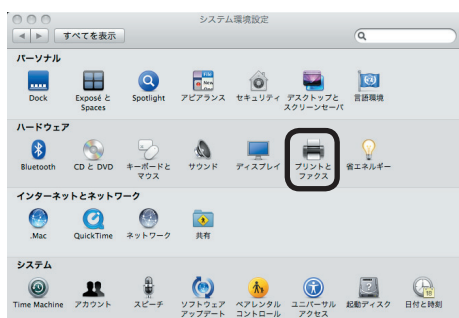 システム環境設定
すべてを表示
パーソナル
Dock
Exposé と
Spaces
Spotlight
アピアランス
セキュリティ
デスクトップと
スクリーンセーバ
言語環境
ハードウェア
Bluetooth
CD と DVD
キーボードと
マウス
サウンド
ディスプレイ
プリントと
ファクス
省エネルギー
インターネットとネットワーク
.Mac
QuickTime
ネットワーク
共有
システム
Time Machine
アカウント
スピーチ
ソフトウェア
アップデート
ペアレンタル
コントロール
ユニバーサル
アクセス
起動ディスク
日付と時刻